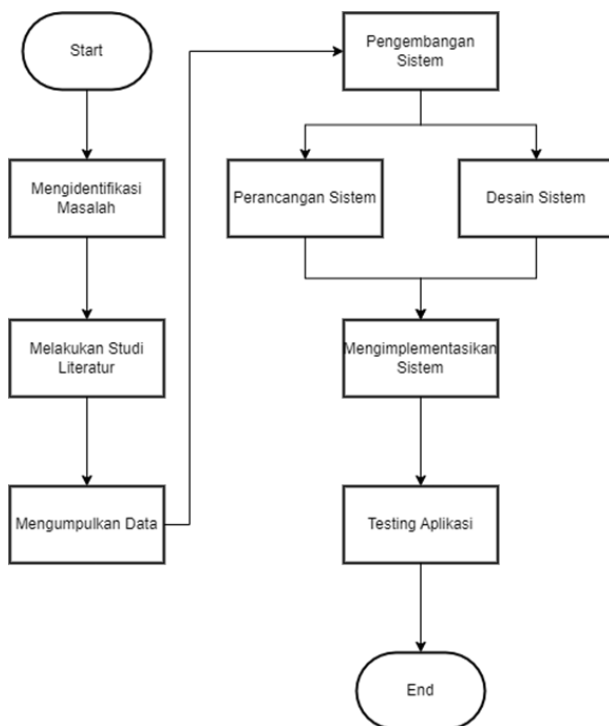 Start
Mengidentifikasi
Masalah
Melakukan Studi
Literatur
Mengumpulkan Data
Pengembangan
Sistem
Perancangan Sistem
Desain Sistem
Mengimplementasikan
Sistem
Testing Aplikasi
End